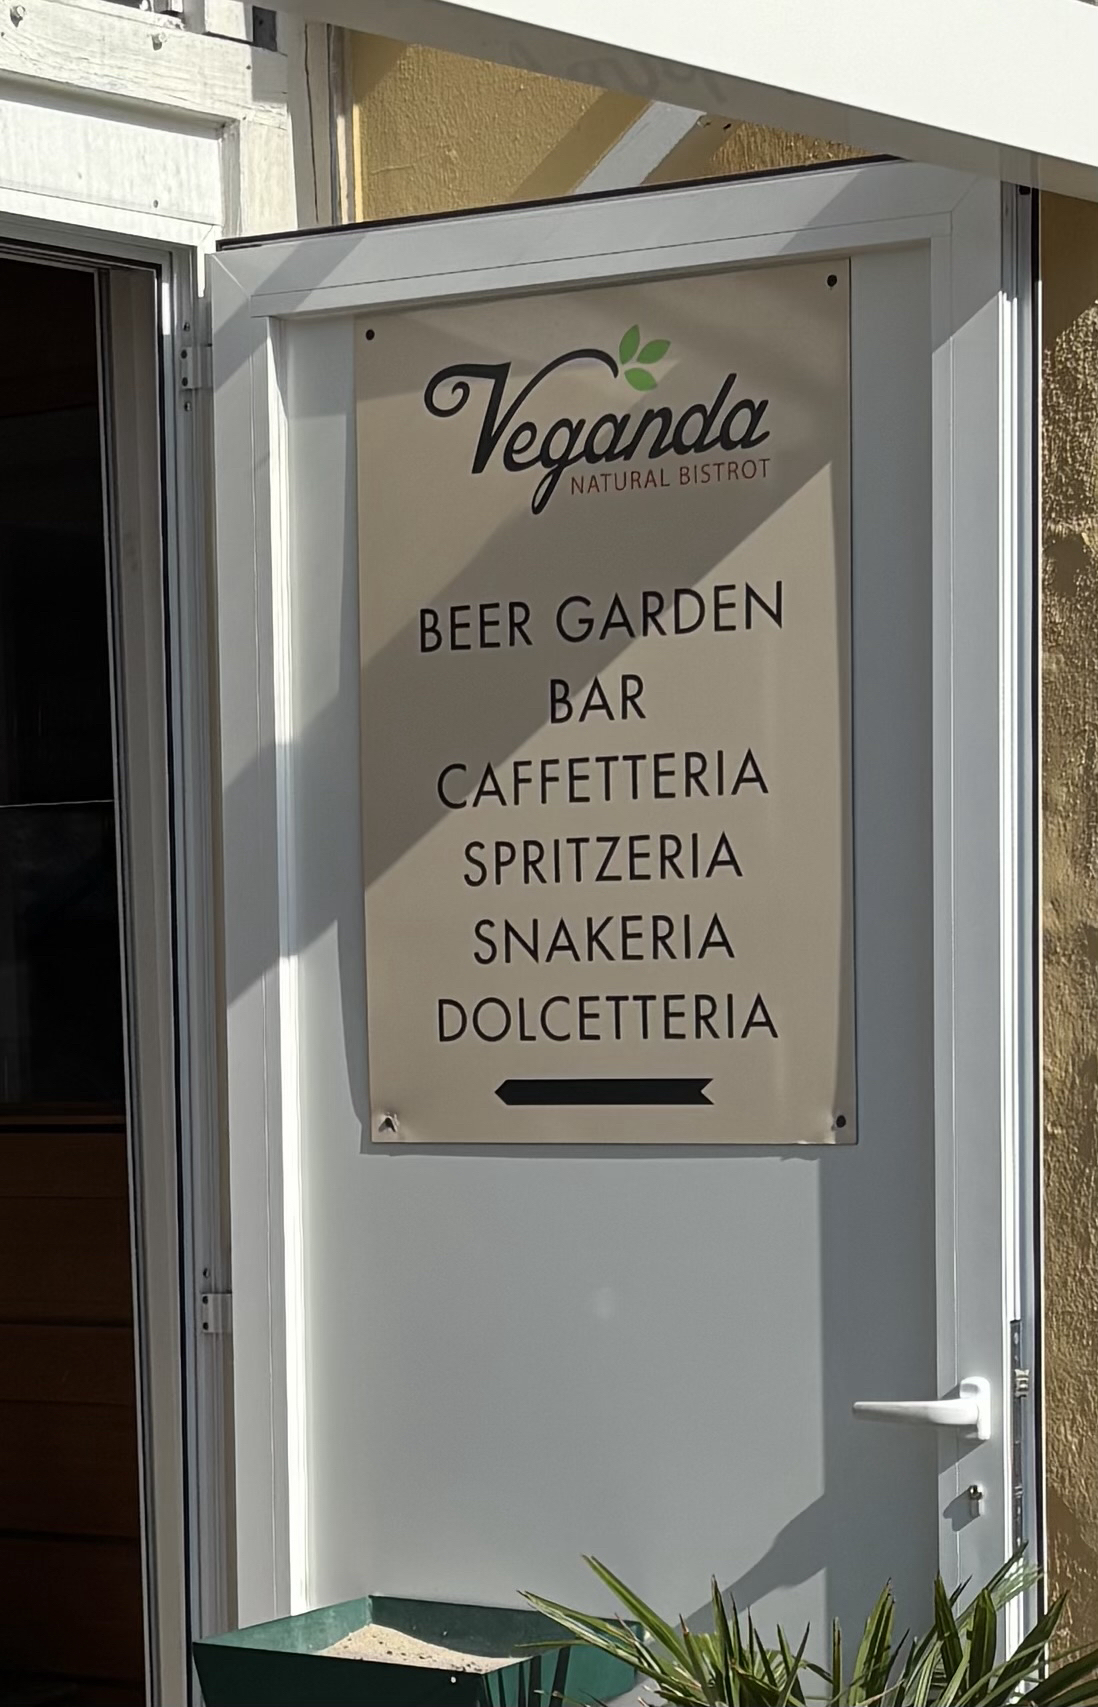 Veganda
NATURAL BISTROT
BEER GARDEN
BAR
CAFFETTERIA
SPRITZERIA
SNAKERIA
DOLCETTERIA